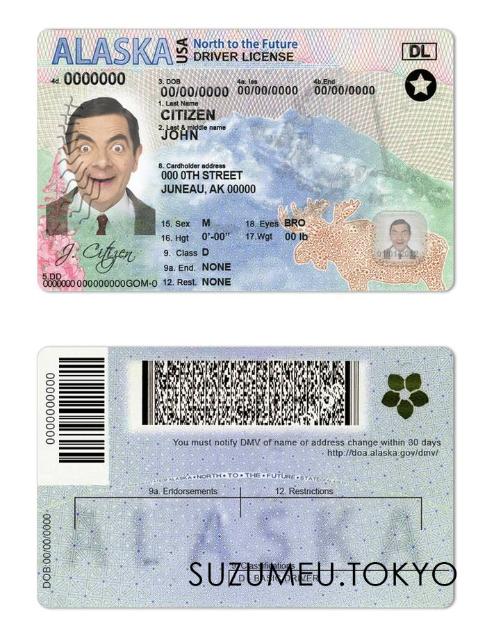 ALASKA USA North to the Future
DRIVER LICENSE
DL
4d. 0000000
3. DOB 4a. Iss 4b.End
00/00/0000 00/00/0000 00/00/0000
1. Last Name
CITIZEN
2. Last & middle name
JOHN
8. Cardholder address
000 0TH STREET
JUNEAU, AK 00000
15. Sex M 18. Eyes BRO
16. Hgt 0'-00" 17.Wgt 00 lb
9. Class D
9a. End. NONE
12. Rest. NONE
J. Citizen
5.DD
0000000 000000000GOM-0
0000000000
You must notify DMV of name or address change within 30 days
- http://doa.alaska.gov/dmv/
ALASKA•NORTH•TO•THE•FUTURE•STATE
9a. Endorsements 12. Restrictions
ALASKA
DOB:00/00/0000
9.Classifications
D - BASIC DRIVER
SUZUMEU.TOKYO